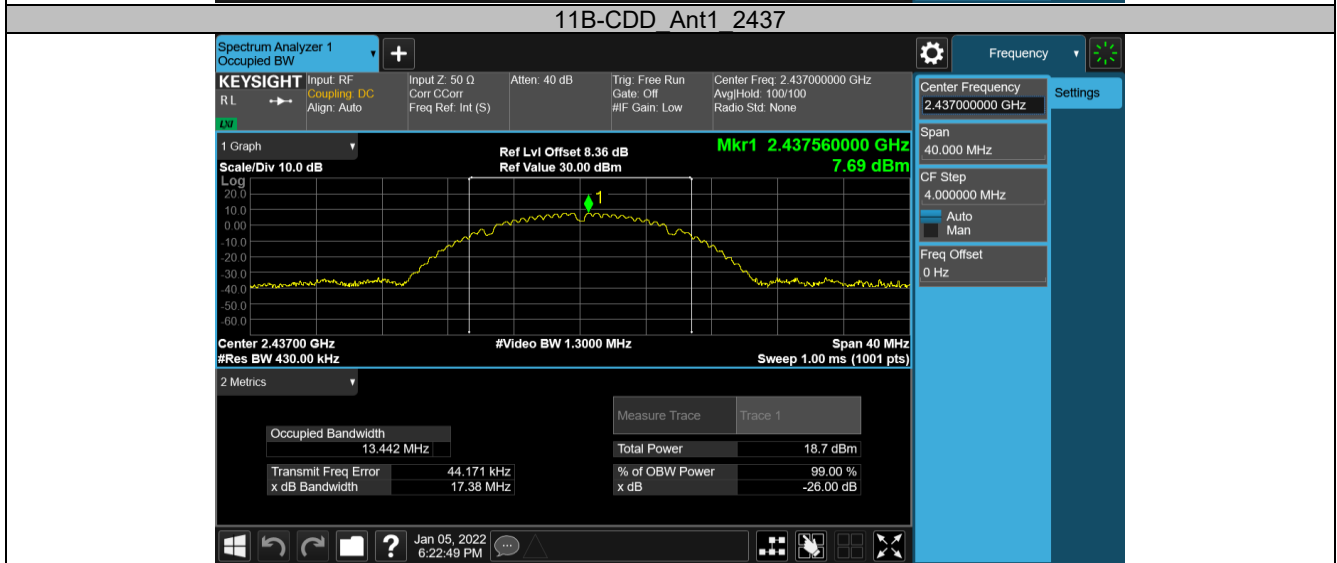 11B-CDD_Ant1_2437
Spectrum Analyzer 1
Occupied BW
+
Frequency
KEYSIGHT
RL
LXI
Input: RF
Coupling: DC
Align: Auto
Input Z: 50 Ω
Corr CCorr
Freq Ref: Int (S)
Atten: 40 dB
Trig: Free Run
Gate: Off
#IF Gain: Low
Center Freq: 2.437000000 GHz
Avg|Hold: 100/100
Radio Std: None
Center Frequency
2.437000000 GHz
Settings
Span
40.000 MHz
CF Step
4.000000 MHz
Auto
Man
Freq Offset
0 Hz
1 Graph
Scale/Div 10.0 dB
Ref Lvl Offset 8.36 dB
Ref Value 30.00 dBm
Mkr1 2.437560000 GHz
7.69 dBm
Log
20.0
10.0
0.00
-10.0
-20.0
-30.0
-40.0
-50.0
-60.0
1
Center 2.43700 GHz
#Video BW 1.3000 MHz
Span 40 MHz
#Res BW 430.00 kHz
Sweep 1.00 ms (1001 pts)
2 Metrics
Measure Trace
Trace 1
Occupied Bandwidth
13.442 MHz
Total Power
18.7 dBm
Transmit Freq Error
44.171 kHz
% of OBW Power
99.00 %
x dB Bandwidth
17.38 MHz
x dB
-26.00 dB
?
Jan 05, 2022
6:22:49 PM